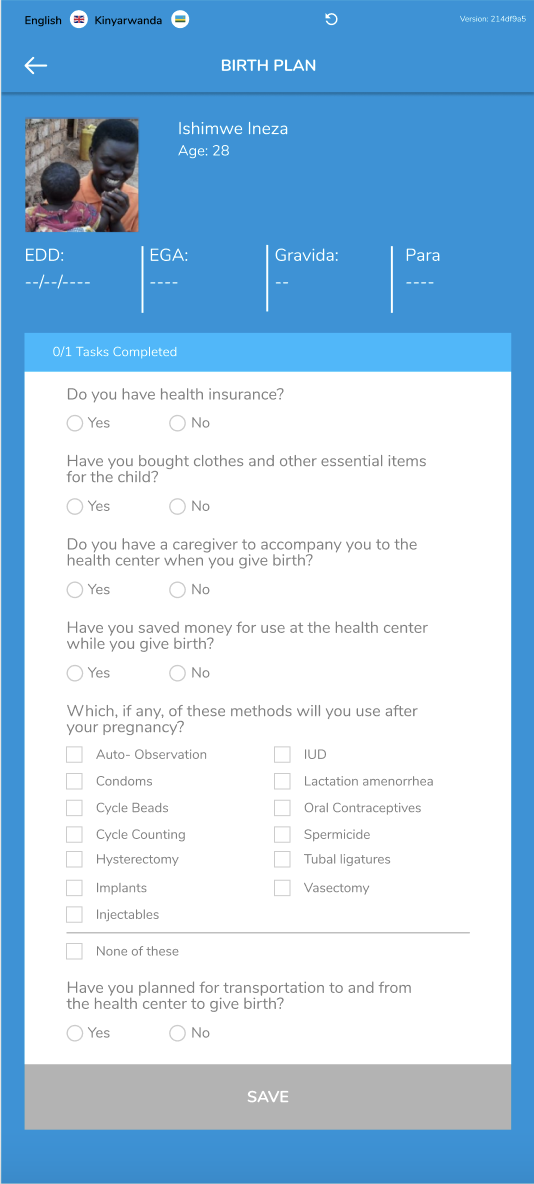 English Kinyarwanda Version: 214df9a5
BIRTH PLAN
Ishimwe Ineza
Age: 28
EDD: EGA: Gravida: Para
--/--/---- ---- -- ----
0/1 Tasks Completed
Do you have health insurance?
Yes No
Have you bought clothes and other essential items
for the child?
Yes No
Do you have a caregiver to accompany you to the
health center when you give birth?
Yes No
Have you saved money for use at the health center
while you give birth?
Yes No
Which, if any, of these methods will you use after
your pregnancy?
Auto- Observation IUD
Condoms Lactation amenorrhea
Cycle Beads Oral Contraceptives
Cycle Counting Spermicide
Hysterectomy Tubal ligatures
Implants Vasectomy
Injectables
None of these
Have you planned for transportation to and from
the health center to give birth?
Yes No
SAVE